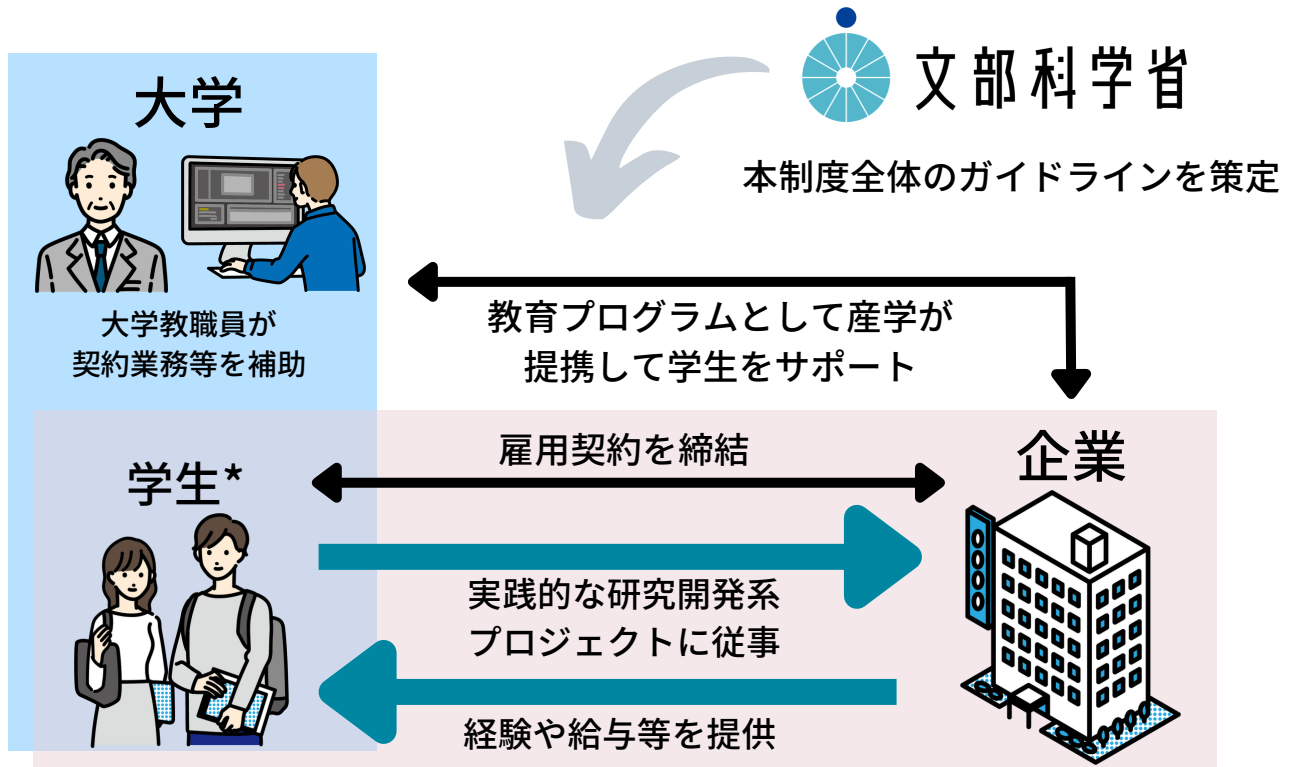 文部科学省
本制度全体のガイドラインを策定
大学
大学教職員が
契約業務等を補助
教育プログラムとして産学が
提携して学生をサポート
学生*
雇用契約を締結
企業
実践的な研究開発系
プロジェクトに従事
経験や給与等を提供